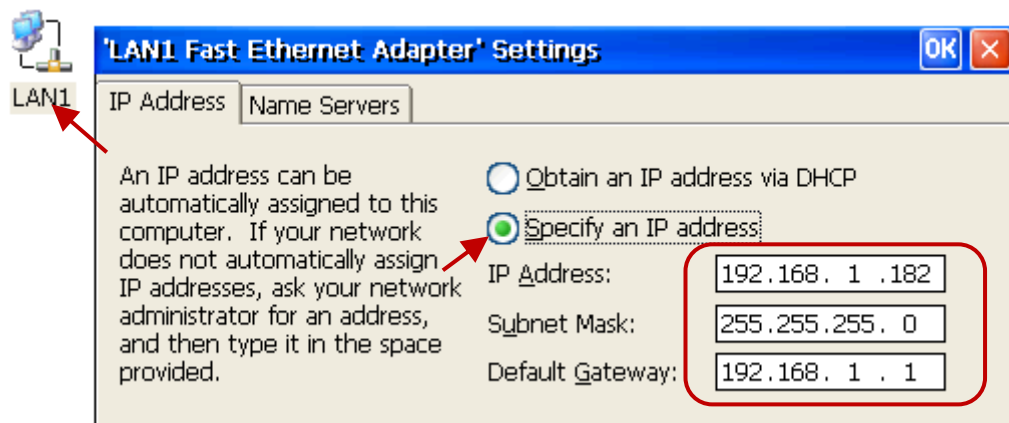 LAN1
'LAN1 Fast Ethernet Adapter' Settings
OK
IP Address
Name Servers
An IP address can be
automatically assigned to this
computer.  If your network
does not automatically assign
IP addresses, ask your network
administrator for an address,
and then type it in the space
provided.
Obtain an IP address via DHCP
Specify an IP address
IP Address: 192.168. 1 .182
Subnet Mask: 255.255.255. 0
Default Gateway: 192.168. 1 . 1